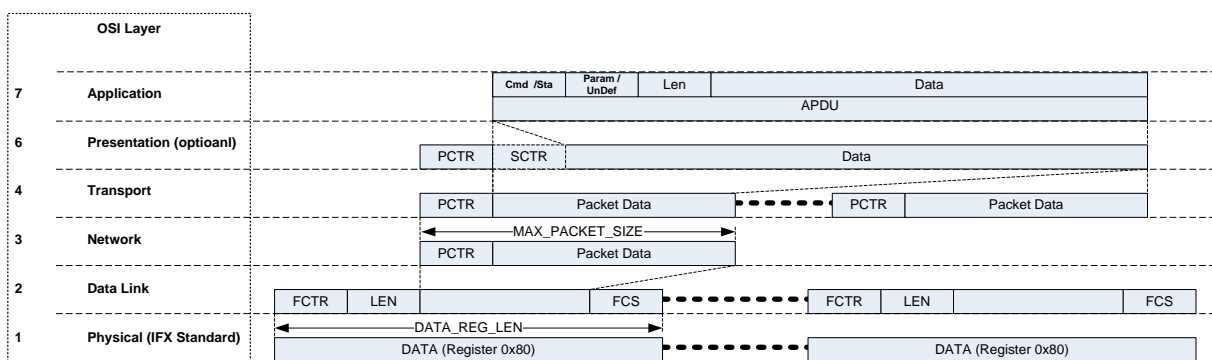 OSI Layer
Cmd /Sta Param / UnDef Len Data
7 Application
APDU
6 Presentation (optioanl)
PCTR SCTR Data
4 Transport
PCTR Packet Data PCTR Packet Data
MAX_PACKET_SIZE
3 Network
PCTR Packet Data
2 Data Link
FCTR LEN FCS FCTR LEN FCS
DATA_REG_LEN
1 Physical (IFX Standard)
DATA (Register 0x80) DATA (Register 0x80)